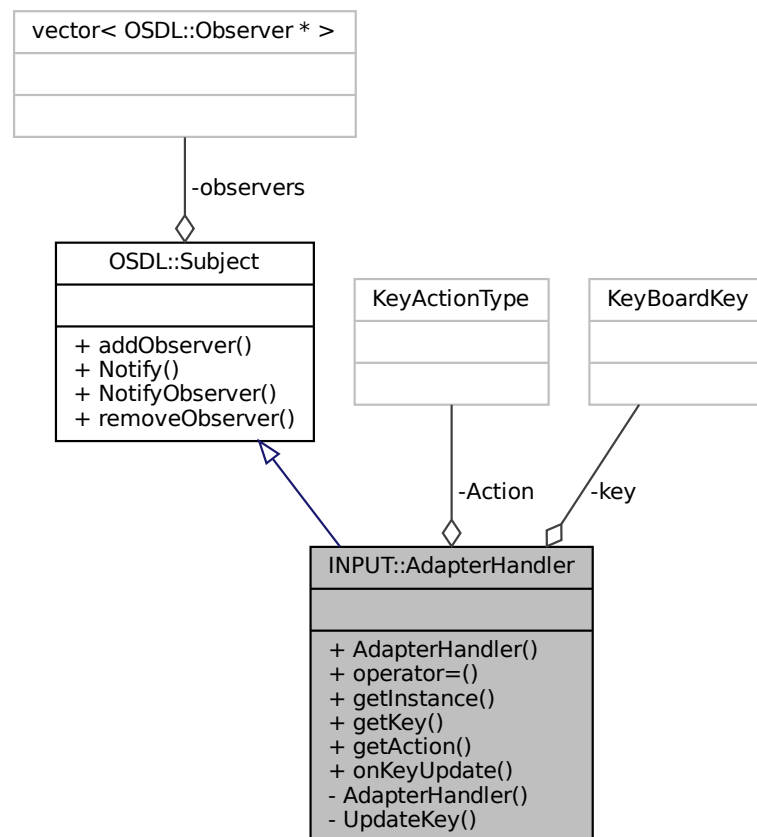 vector< OSDL::Observer * >
-observers
OSDL::Subject
+ addObserver()
+ Notify()
+ NotifyObserver()
+ removeObserver()
KeyActionType
KeyBoardKey
-Action
-key
INPUT::AdapterHandler
+ AdapterHandler()
+ operator=()
+ getInstance()
+ getKey()
+ getAction()
+ onKeyUpdate()
- AdapterHandler()
- UpdateKey()